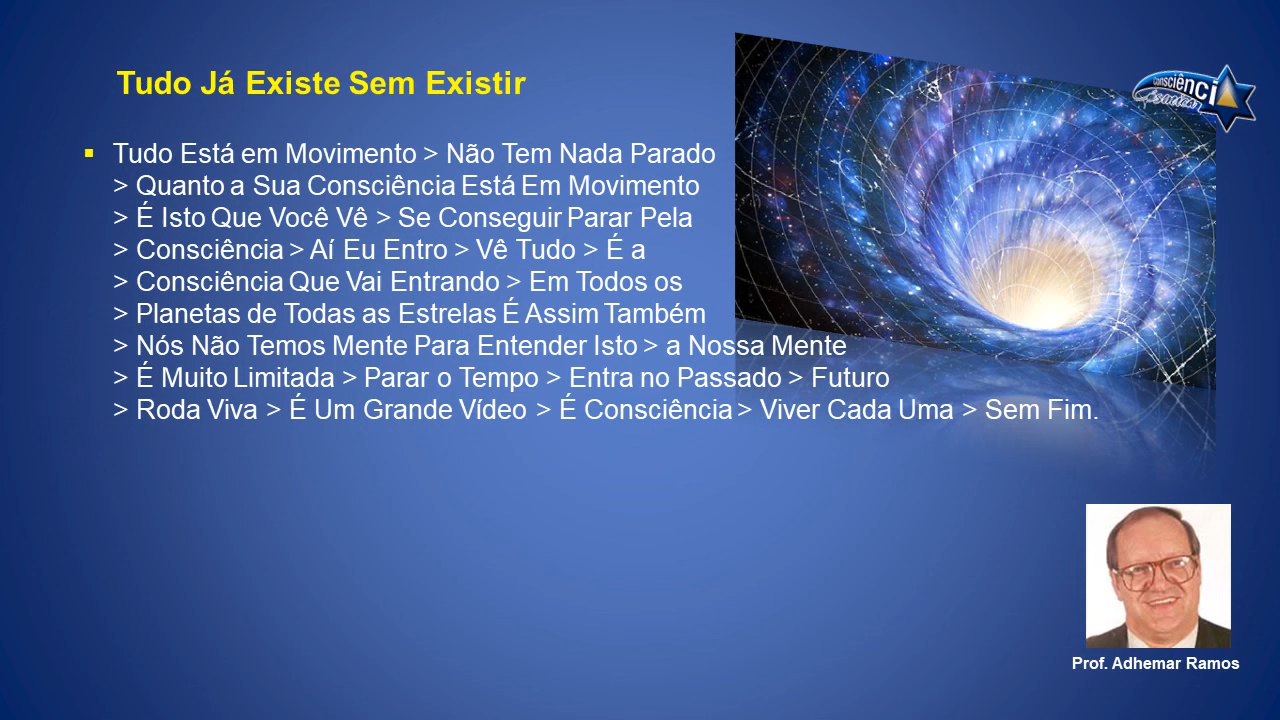 Tudo Já Existe Sem Existir
Consciênci
Cósmica
Tudo Está em Movimento > Não Tem Nada Parado
> Quanto a Sua Consciência Está Em Movimento
> É Isto Que Você Vê > Se Conseguir Parar Pela
> Consciência > Aí Eu Entro > Vê Tudo > É a
> Consciência Que Vai Entrando > Em Todos os
> Planetas de Todas as Estrelas É Assim Também
> Nós Não Temos Mente Para Entender Isto > a Nossa Mente
> É Muito Limitada > Parar o Tempo > Entra no Passado > Futuro
> Roda Viva > É Um Grande Vídeo > É Consciência > Viver Cada Uma > Sem Fim.
Prof. Adhemar Ramos